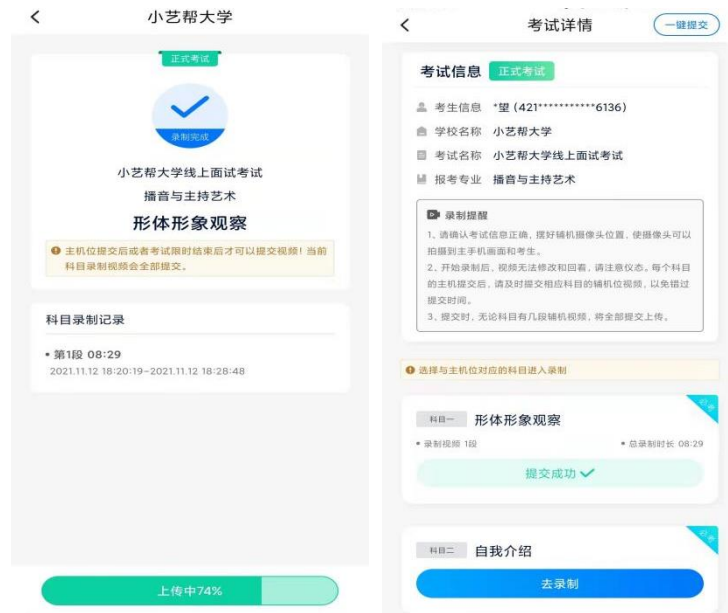 小艺帮大学
正式考试
录制完成
小艺帮大学线上面试考试
播音与主持艺术
形体形象观察
主机位提交后或者考试限时结束后才可以提交视频！当前
科目录制视频会全部提交。
科目录制记录
• 第1段 08:29
2021.11.12 18:20:19-2021.11.12 18:28:48
上传中74%
考试详情
一键提交
考试信息 正式考试
考生信息 *望 (421***********6136)
学校名称 小艺帮大学
考试名称 小艺帮大学线上面试考试
报考专业 播音与主持艺术
录制提醒
1、请确认考试信息正确，摆好辅机摄像头位置，使摄像头可以
拍摄到主手机画面和考生。
2、开始录制后，视频无法修改和回看，请注意仪态。每个科目
的主机提交后，请及时提交相应科目的辅机位视频，以免错过
提交时间。
3、提交时，无论科目有几段辅机视频，将全部提交上传。
选择与主机位对应的科目进入录制
科目一 形体形象观察
• 录制视频 1段 • 总录制时长 08:29
提交成功
科目二 自我介绍
去录制